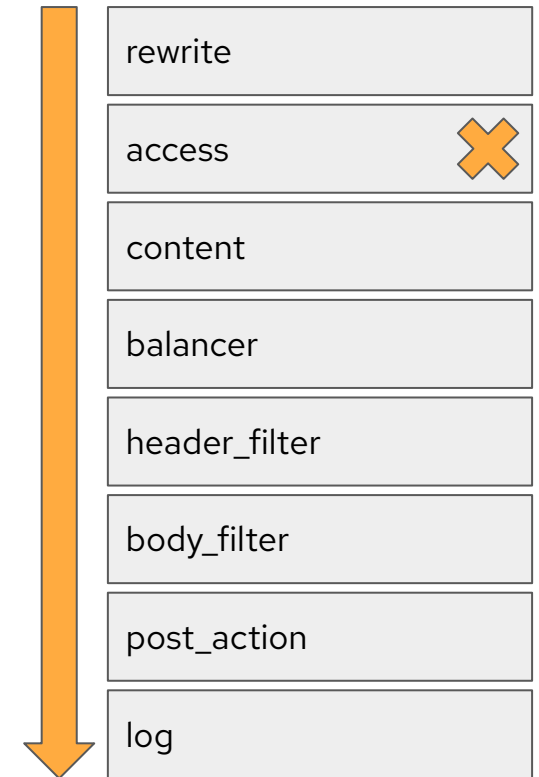 rewrite
access
content
balancer
header_filter
body_filter
post_action
log